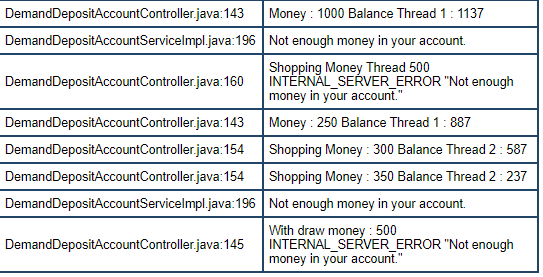 DemandDepositAccountController.java:143 Money : 1000 Balance Thread 1 : 1137
DemandDepositAccountServiceImpl.java:196 Not enough money in your account.
Shopping Money Thread 500
DemandDepositAccountController.java:160 INTERNAL_SERVER_ERROR "Not enough
money in your account."
DemandDepositAccountController.java:143 Money : 250 Balance Thread 1 : 887
DemandDepositAccountController.java:154 Shopping Money : 300 Balance Thread 2 : 587
DemandDepositAccountController.java:154 Shopping Money : 350 Balance Thread 2 : 237
DemandDepositAccountServiceImpl.java:196 Not enough money in your account.
With draw money : 500
DemandDepositAccountController.java:145 INTERNAL_SERVER_ERROR "Not enough
money in your account."